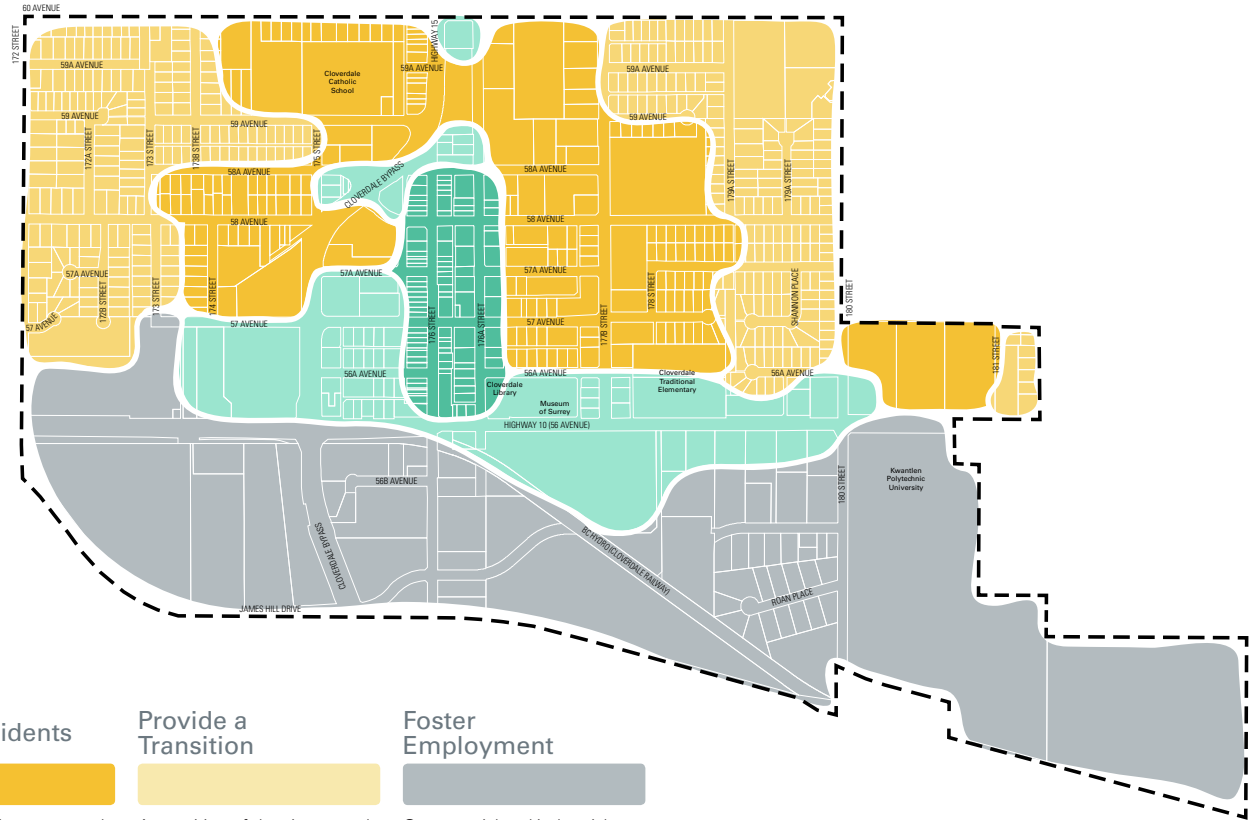 60 AVENUE
172 STREET
HIGHWAY 15
59A AVENUE
59A AVENUE
59A AVENUE
Cloverdale
Catholic
School
59 AVENUE
59 AVENUE
59 AVENUE
172A STREET
173 STREET
173B STREET
175 STREET
58A AVENUE
58A AVENUE
CLOVERDALE BYPASS
179A STREET
179A STREET
58 AVENUE
58 AVENUE
57A AVENUE
57A AVENUE
57A AVENUE
172B STREET
173 STREET
174 STREET
178 STREET
SHANNON PLACE
180 STREET
57 AVENUE
57 AVENUE
57 AVENUE
176 STREET
176A STREET
177B STREET
181 STREET
56A AVENUE
56A AVENUE
56A AVENUE
Cloverdale
Library
Cloverdale
Traditional
Elementary
Museum
of Surrey
HIGHWAY 10 (56 AVENUE)
56B AVENUE
180 STREET
Kwantlen
Polytechnic
University
CLOVERDALE BYPASS
BC HYDRO (CLOVERDALE RAILWAY)
ROAN PLACE
JAMES HILL DRIVE
idents
Provide a
Transition
Foster
Employment